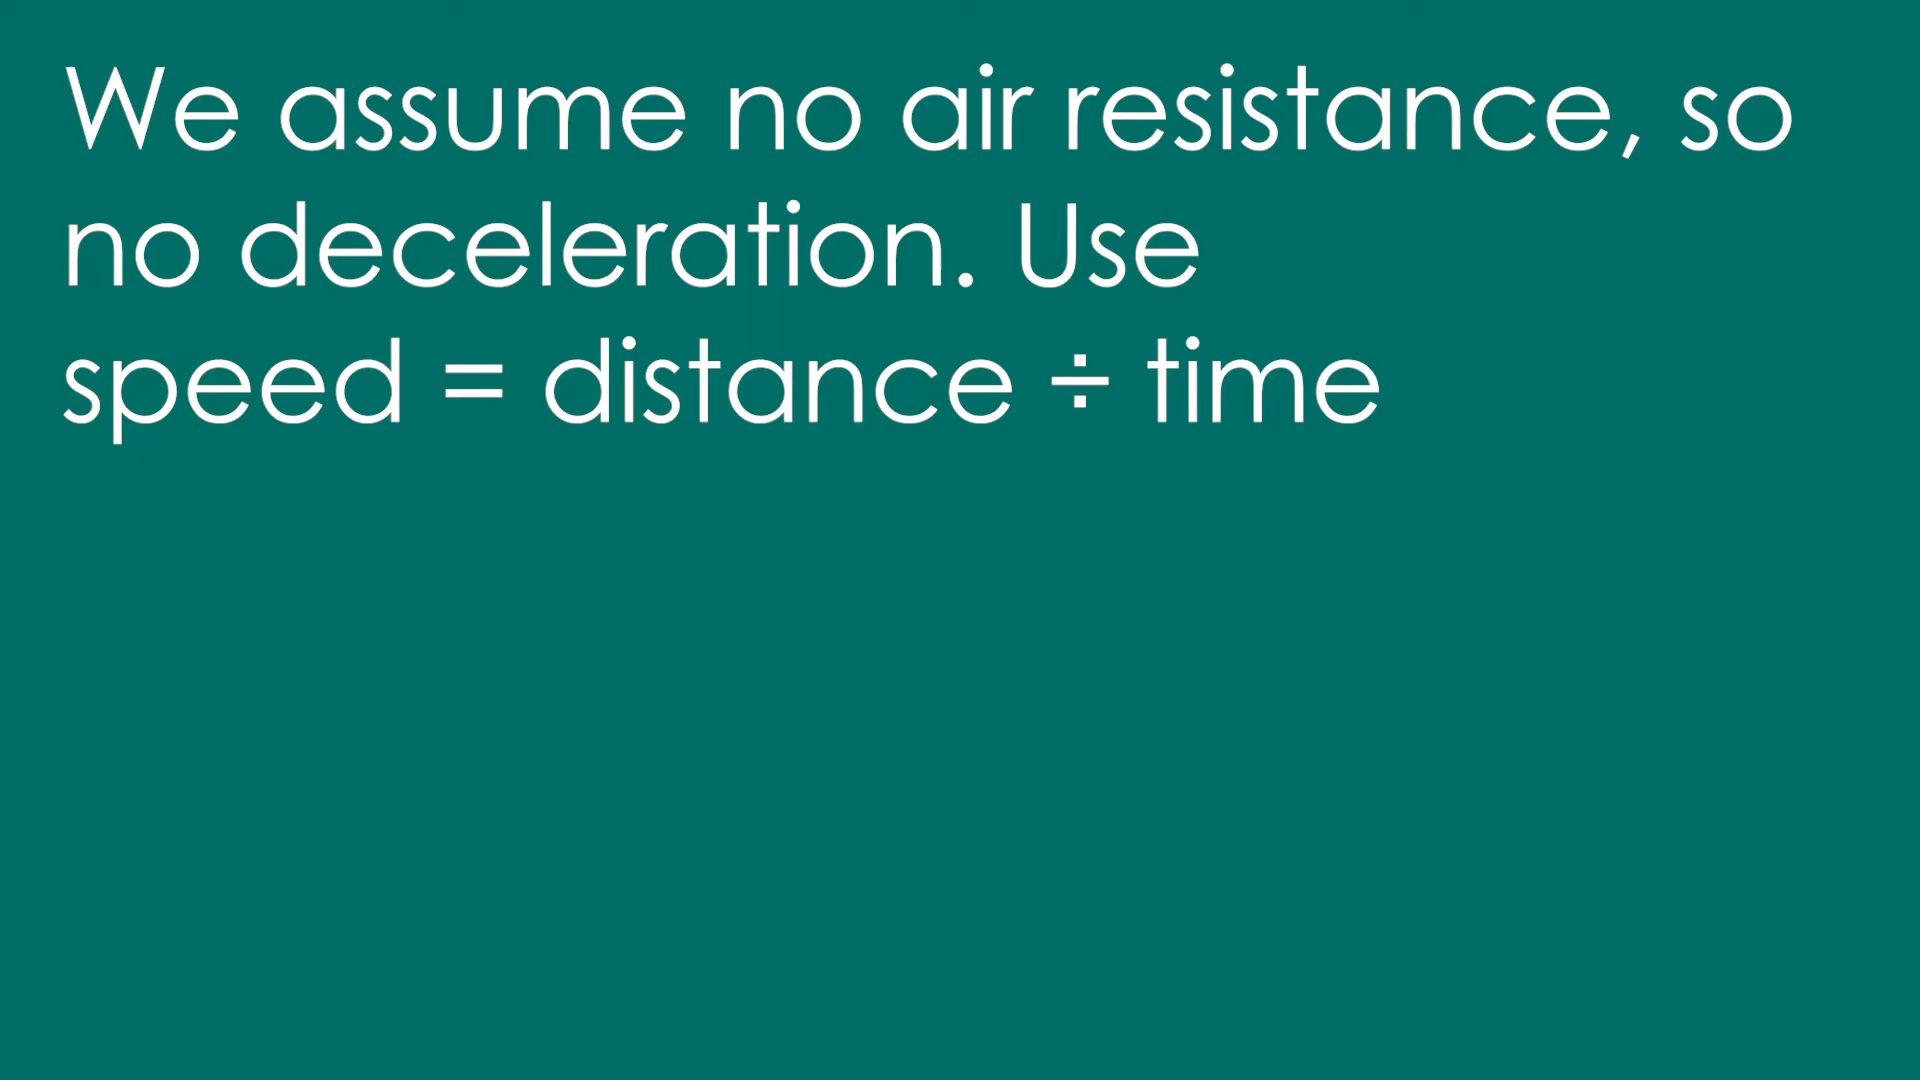 We assume no air resistance, so
no deceleration. Use
speed = distance ÷ time